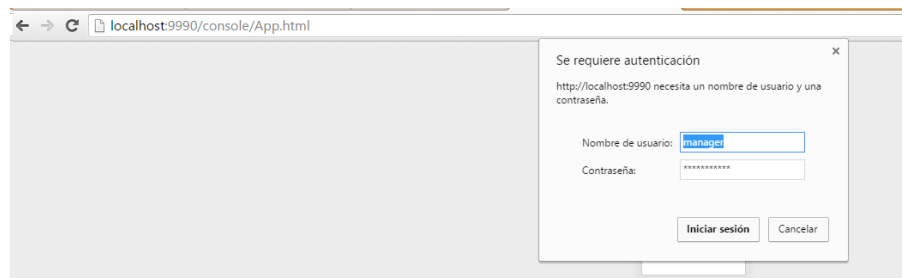 localhost:9990/console/App.html
Se requiere autenticación
http://localhost:9990 necesita un nombre de usuario y una
contraseña.
Nombre de usuario: manager
Contraseña: ***********
Iniciar sesión Cancelar